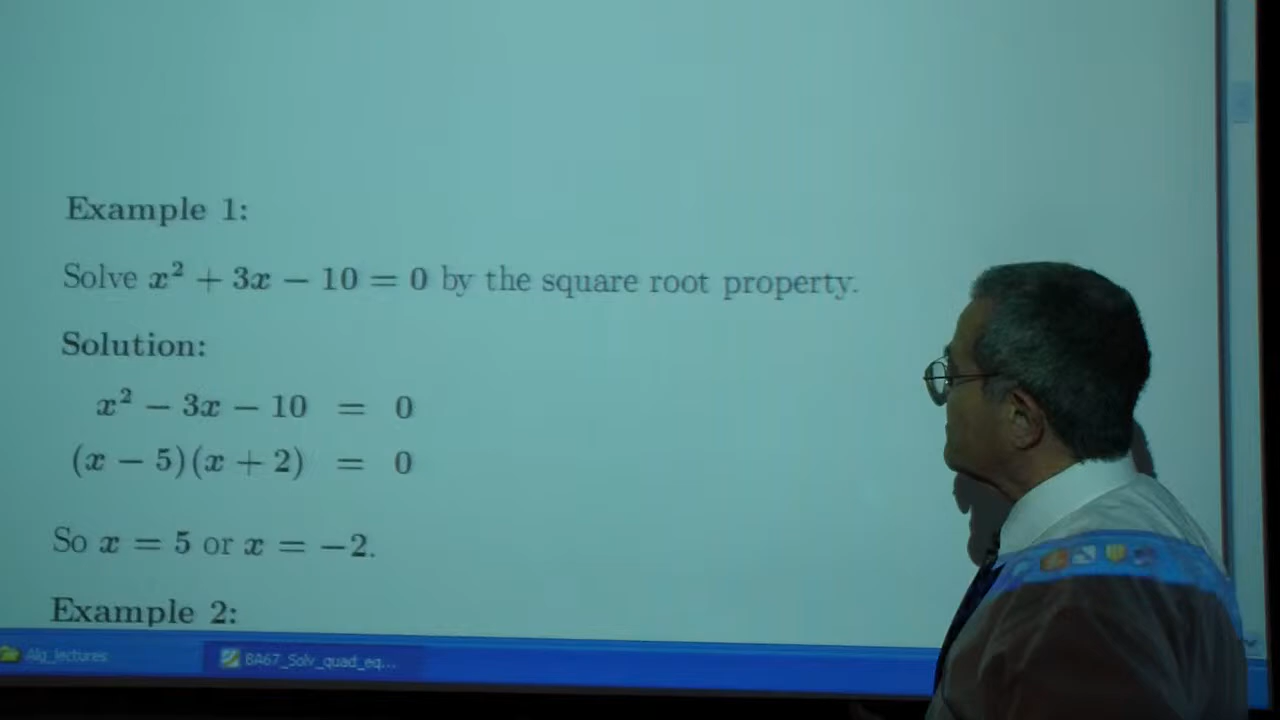 Example 1:
Solve x² + 3x − 10 = 0 by the square root property.
Solution:
x² − 3x − 10 = 0
(x − 5)(x + 2) = 0
So x = 5 or x = −2.
Example 2:
Alg_lectures BA67_Solv_quad_eq...